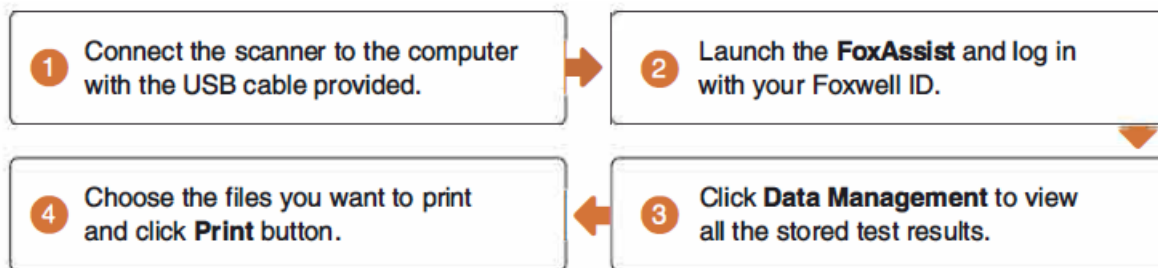 1 Connect the scanner to the computer
with the USB cable provided.
2 Launch the FoxAssist and log in
with your Foxwell ID.
3 Click Data Management to view
all the stored test results.
4 Choose the files you want to print
and click Print button.